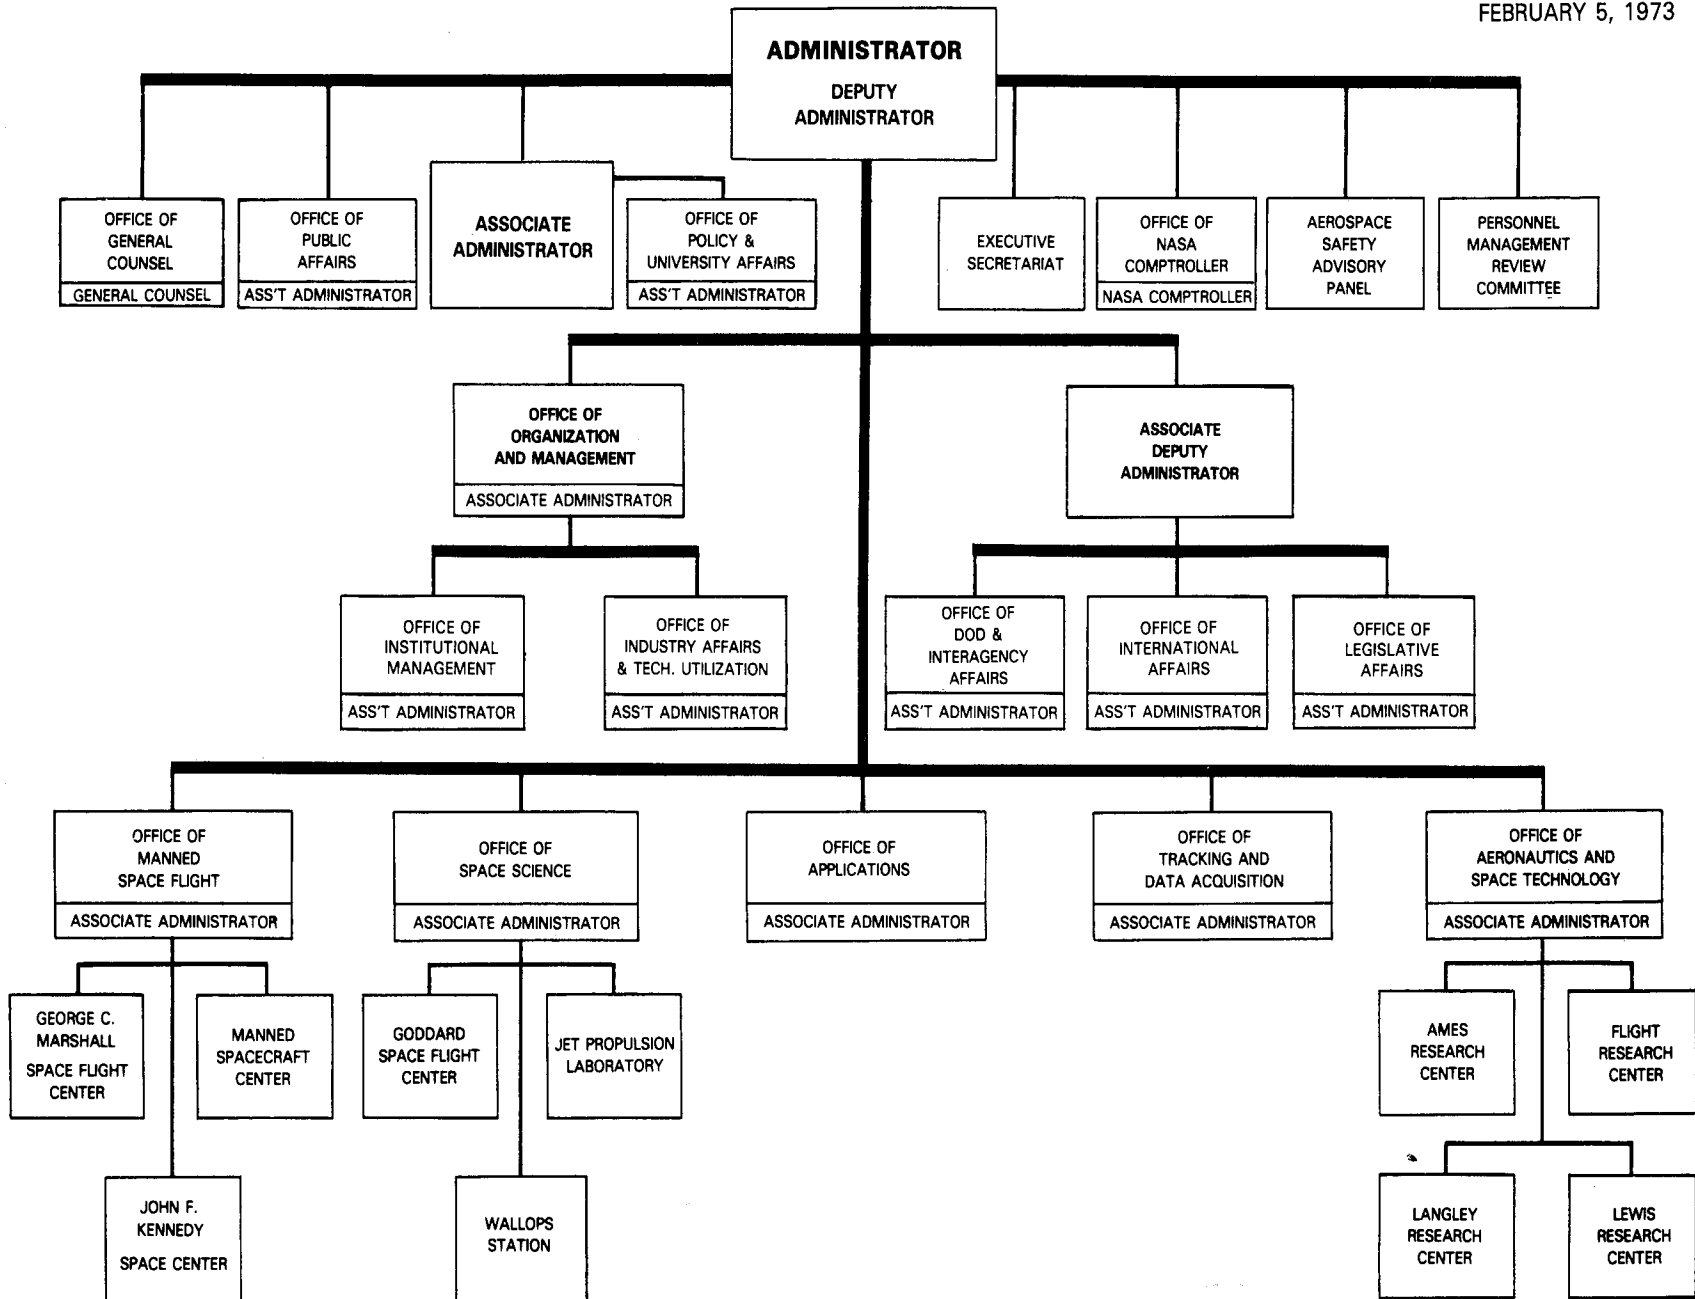 FEBRUARY 5, 1973
ADMINISTRATOR
DEPUTY
ADMINISTRATOR
OFFICE OF
GENERAL
COUNSEL
GENERAL COUNSEL
OFFICE OF
PUBLIC
AFFAIRS
ASS'T ADMINISTRATOR
ASSOCIATE
ADMINISTRATOR
OFFICE OF
POLICY &
UNIVERSITY AFFAIRS
ASS'T ADMINISTRATOR
EXECUTIVE
SECRETARIAT
OFFICE OF
NASA
COMPTROLLER
NASA COMPTROLLER
AEROSPACE
SAFETY
ADVISORY
PANEL
PERSONNEL
MANAGEMENT
REVIEW
COMMITTEE
OFFICE OF
ORGANIZATION
AND MANAGEMENT
ASSOCIATE ADMINISTRATOR
ASSOCIATE
DEPUTY
ADMINISTRATOR
OFFICE OF
INSTITUTIONAL
MANAGEMENT
ASS'T ADMINISTRATOR
OFFICE OF
INDUSTRY AFFAIRS
& TECH. UTILIZATION
ASS'T ADMINISTRATOR
OFFICE OF
DOD &
INTERAGENCY
AFFAIRS
ASS'T ADMINISTRATOR
OFFICE OF
INTERNATIONAL
AFFAIRS
ASS'T ADMINISTRATOR
OFFICE OF
LEGISLATIVE
AFFAIRS
ASS'T ADMINISTRATOR
OFFICE OF
MANNED
SPACE FLIGHT
ASSOCIATE ADMINISTRATOR
OFFICE OF
SPACE SCIENCE
ASSOCIATE ADMINISTRATOR
OFFICE OF
APPLICATIONS
ASSOCIATE ADMINISTRATOR
OFFICE OF
TRACKING AND
DATA ACQUISITION
ASSOCIATE ADMINISTRATOR
OFFICE OF
AERONAUTICS AND
SPACE TECHNOLOGY
ASSOCIATE ADMINISTRATOR
GEORGE C.
MARSHALL
SPACE FLIGHT
CENTER
MANNED
SPACECRAFT
CENTER
GODDARD
SPACE FLIGHT
CENTER
JET PROPULSION
LABORATORY
AMES
RESEARCH
CENTER
FLIGHT
RESEARCH
CENTER
JOHN F.
KENNEDY
SPACE CENTER
WALLOPS
STATION
LANGLEY
RESEARCH
CENTER
LEWIS
RESEARCH
CENTER